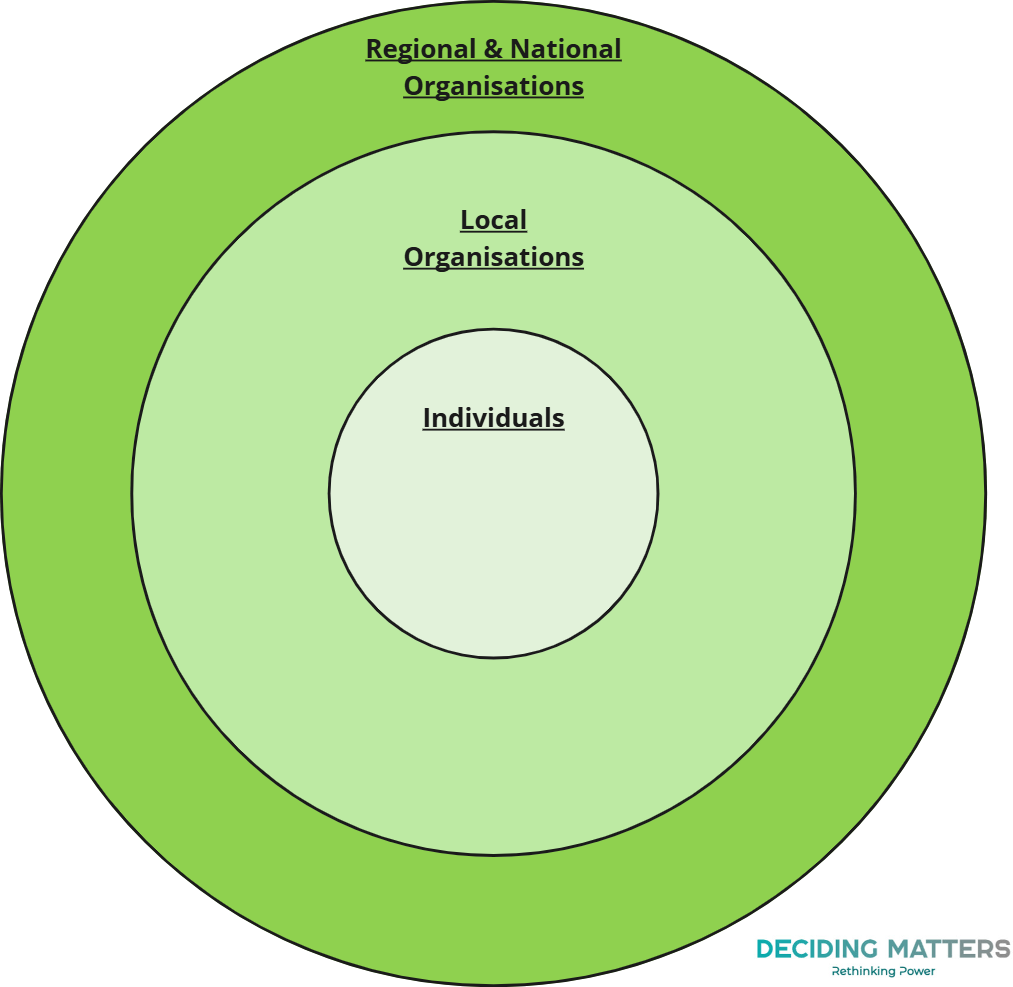 Regional & National
Organisations
Local
Organisations
Individuals
DECIDING MATTERS
Rethinking Power